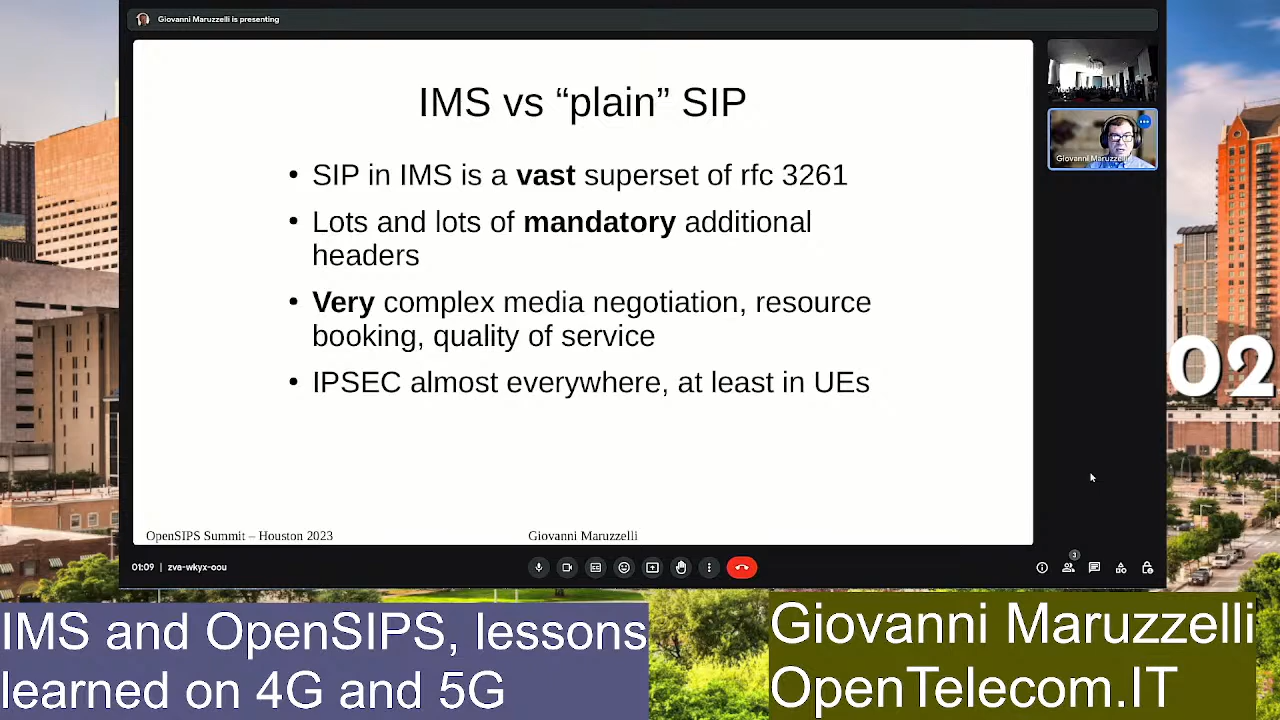 Giovanni Maruzzelli is presenting
IMS vs “plain” SIP
• SIP in IMS is a vast superset of rfc 3261
• Lots and lots of mandatory additional
headers
• Very complex media negotiation, resource
booking, quality of service
• IPSEC almost everywhere, at least in UEs
OpenSIPS Summit – Houston 2023
Giovanni Maruzzelli
Giovanni Maruzzelli
02
01:09 | zva-wkyx-oou
3
IMS and OpenSIPS, lessons
learned on 4G and 5G
Giovanni Maruzzelli
OpenTelecom.IT